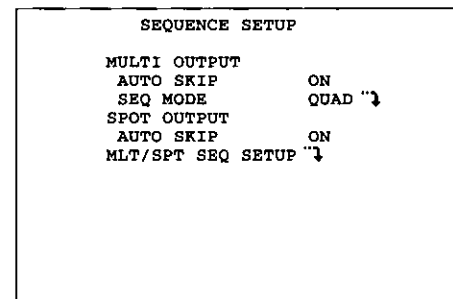 SEQUENCE SETUP
MULTI OUTPUT
AUTO SKIP ON
SEQ MODE QUAD
SPOT OUTPUT
AUTO SKIP ON
MLT/SPT SEQ SETUP